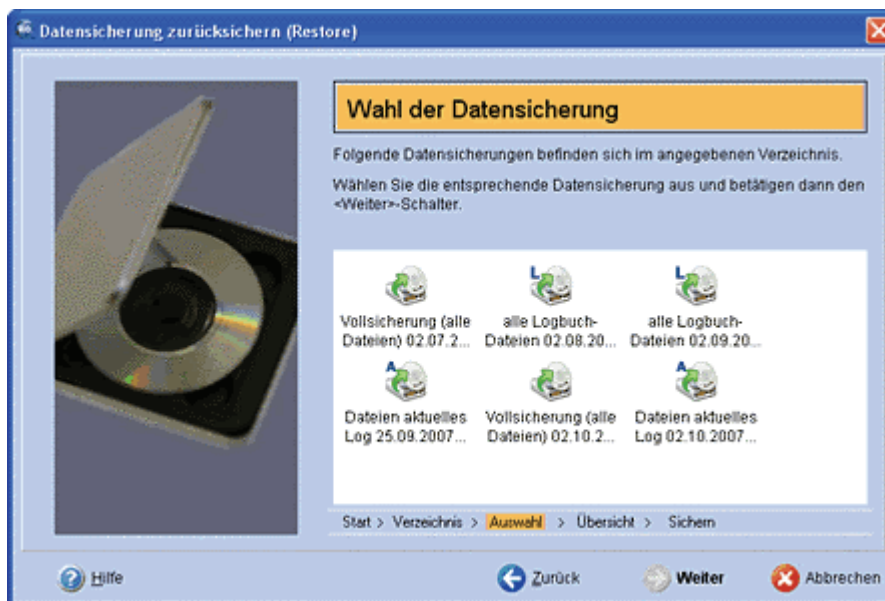 Datensicherung zurücksichern (Restore)
Wahl der Datensicherung
Folgende Datensicherungen befinden sich im angegebenen Verzeichnis.
Wählen Sie die entsprechende Datensicherung aus und betätigen dann den
<Weiter>-Schalter.
L
L
Vollsicherung (alle
Dateien) 02.07.2...
alle Logbuch-
Dateien 02.08.20...
alle Logbuch-
Dateien 02.09.20...
A
A
Dateien aktuelles
Log 25.09.2007...
Vollsicherung (alle
Dateien) 02.10.2...
Dateien aktuelles
Log 02.10.2007...
Start > Verzeichnis > Auswahl > Übersicht > Sichern
Hilfe
Zurück
Weiter
Abbrechen